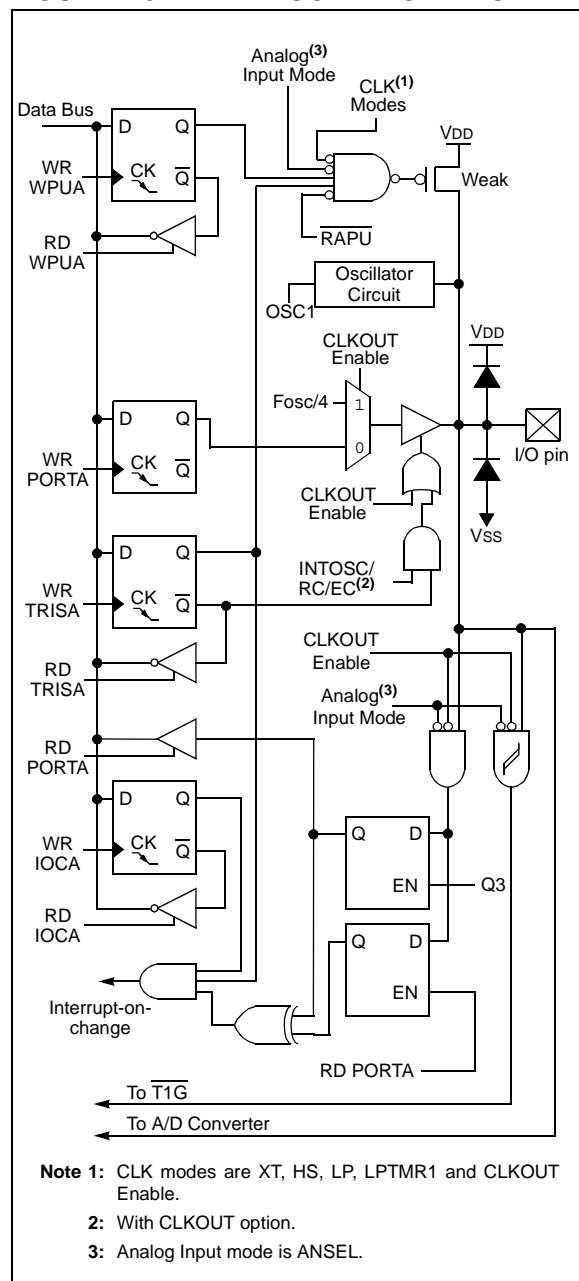 Analog(3)
Input Mode
CLK(1)
Modes
Data Bus
D Q
WR
WPUA
CK
Q
VDD
Weak
RD
WPUA
RAPU
Oscillator
Circuit
OSC1
CLKOUT
Enable
VDD
Fosc/4
1
0
D Q
WR
PORTA
CK
Q
I/O pin
CLKOUT
Enable
VSS
D Q
WR
TRISA
CK
Q
INTOSC/
RC/EC(2)
RD
TRISA
CLKOUT
Enable
Analog(3)
Input Mode
RD
PORTA
D Q
WR
IOCA
CK
Q
Q D
EN
Q3
RD
IOCA
Q D
EN
Interrupt-on-
change
RD PORTA
To T1G
To A/D Converter
Note 1: CLK modes are XT, HS, LP, LPTMR1 and CLKOUT
Enable.
2: With CLKOUT option.
3: Analog Input mode is ANSEL.